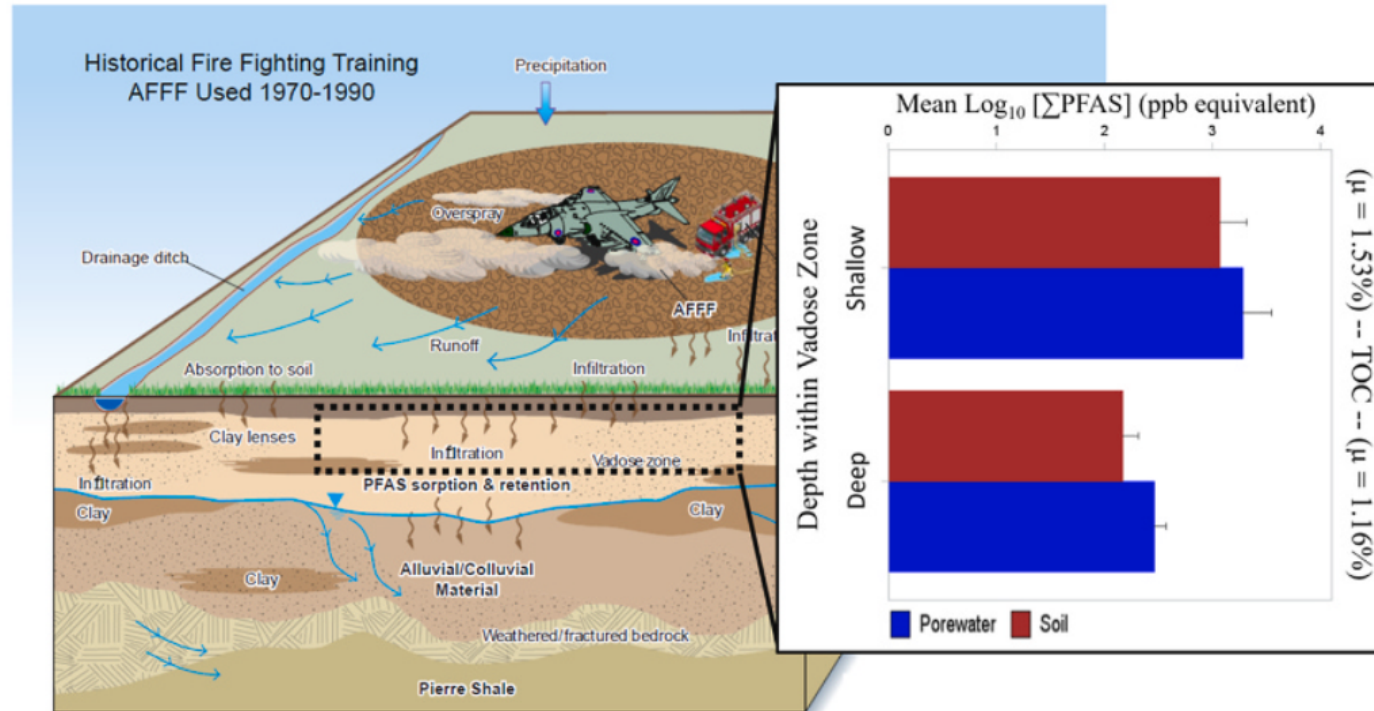 Historical Fire Fighting Training
AFFF Used 1970-1990
Precipitation
Overspray
Drainage ditch
AFFF
Runoff
Absorption to soil
Infiltration
Infiltrat
Clay lenses
Infiltration
Vadose zone
Infiltration
PFAS sorption & retention
Clay
Clay
Clay
Alluvial/Colluvial
Material
Weathered/fractured bedrock
Pierre Shale
Mean Log₁₀ [∑PFAS] (ppb equivalent)
0 1 2 3 4
Depth within Vadose Zone
Shallow
Deep
(μ = 1.53%) -- TOC -- (μ = 1.16%)
Porewater Soil